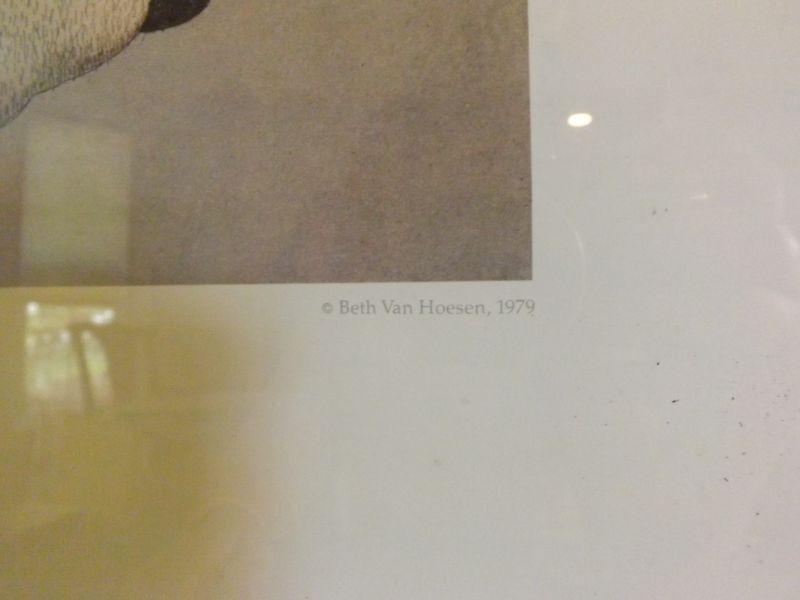 © Beth Van Hoesen, 1979